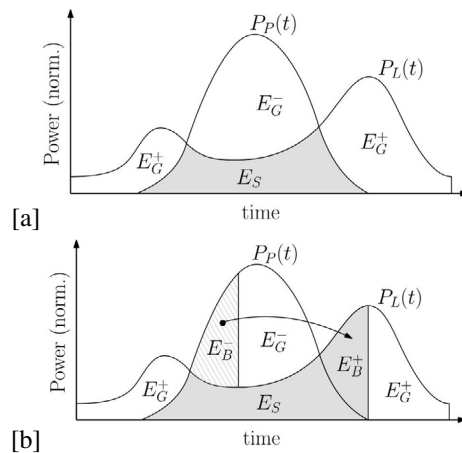 P_P(t)
P_L(t)
Power (norm.)
E_G^-
E_G^+
E_G^+
E_S
time
[a]
P_P(t)
P_L(t)
Power (norm.)
E_B^-
E_G^-
E_B^+
E_G^+
E_G^+
E_S
time
[b]